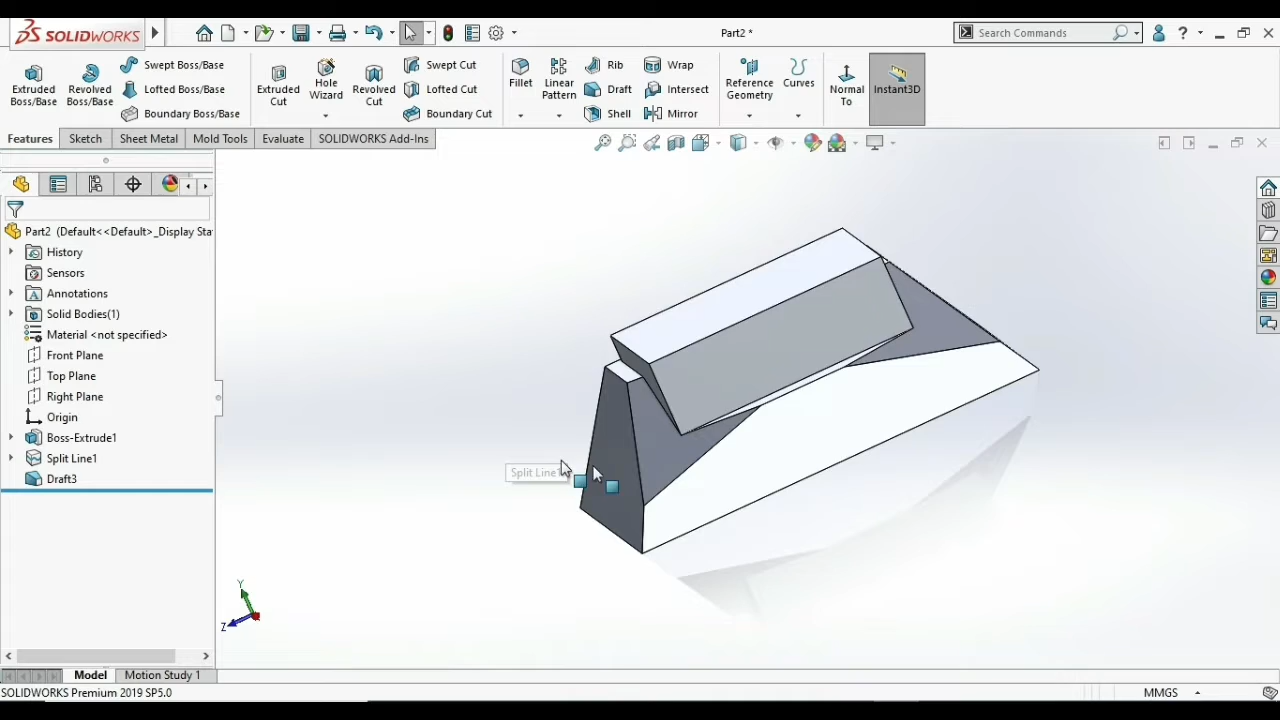 SOLIDWORKS
Part2 *
Search Commands
Extruded Boss/Base
Revolved Boss/Base
Swept Boss/Base
Lofted Boss/Base
Boundary Boss/Base
Extruded Cut
Hole Wizard
Revolved Cut
Swept Cut
Lofted Cut
Boundary Cut
Fillet
Linear Pattern
Rib
Draft
Shell
Wrap
Intersect
Mirror
Reference Geometry
Curves
Normal To
Instant3D
Features
Sketch
Sheet Metal
Mold Tools
Evaluate
SOLIDWORKS Add-Ins
Part2 (Default<<Default>_Display Sta
History
Sensors
Annotations
Solid Bodies(1)
Material <not specified>
Front Plane
Top Plane
Right Plane
Origin
Boss-Extrude1
Split Line1
Draft3
Split Line1
Y
Z
Model
Motion Study 1
SOLIDWORKS Premium 2019 SP5.0
MMGS